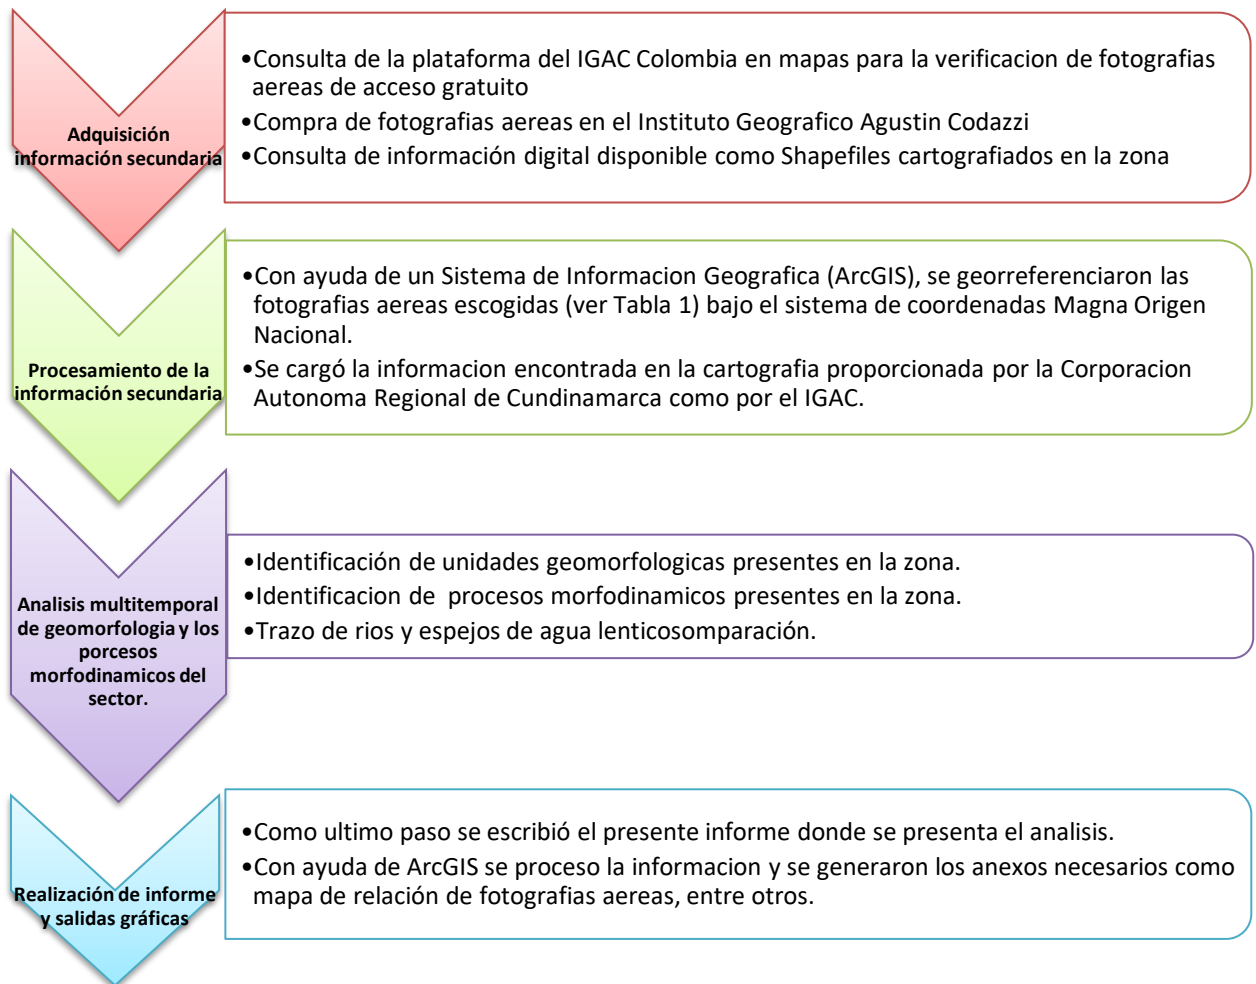 Adquisición
información secundaria
•Consulta de la plataforma del IGAC Colombia en mapas para la verificacion de fotografias
aereas de acceso gratuito
•Compra de fotografias aereas en el Instituto Geografico Agustin Codazzi
•Consulta de información digital disponible como Shapefiles cartografiados en la zona
Procesamiento de la
información secundaria
•Con ayuda de un Sistema de Informacion Geografica (ArcGIS), se georreferenciaron las
fotografias aereas escogidas (ver Tabla 1) bajo el sistema de coordenadas Magna Origen
Nacional.
•Se cargó la informacion encontrada en la cartografia proporcionada por la Corporacion
Autonoma Regional de Cundinamarca como por el IGAC.
Analisis multitemporal
de geomorfologia y los
porcesos
morfodinamicos del
sector.
•Identificación de unidades geomorfologicas presentes en la zona.
•Identificacion de procesos morfodinamicos presentes en la zona.
•Trazo de rios y espejos de agua lenticosomparación.
Realización de informe
y salidas gráficas
•Como ultimo paso se escribió el presente informe donde se presenta el analisis.
•Con ayuda de ArcGIS se proceso la informacion y se generaron los anexos necesarios como
mapa de relación de fotografias aereas, entre otros.